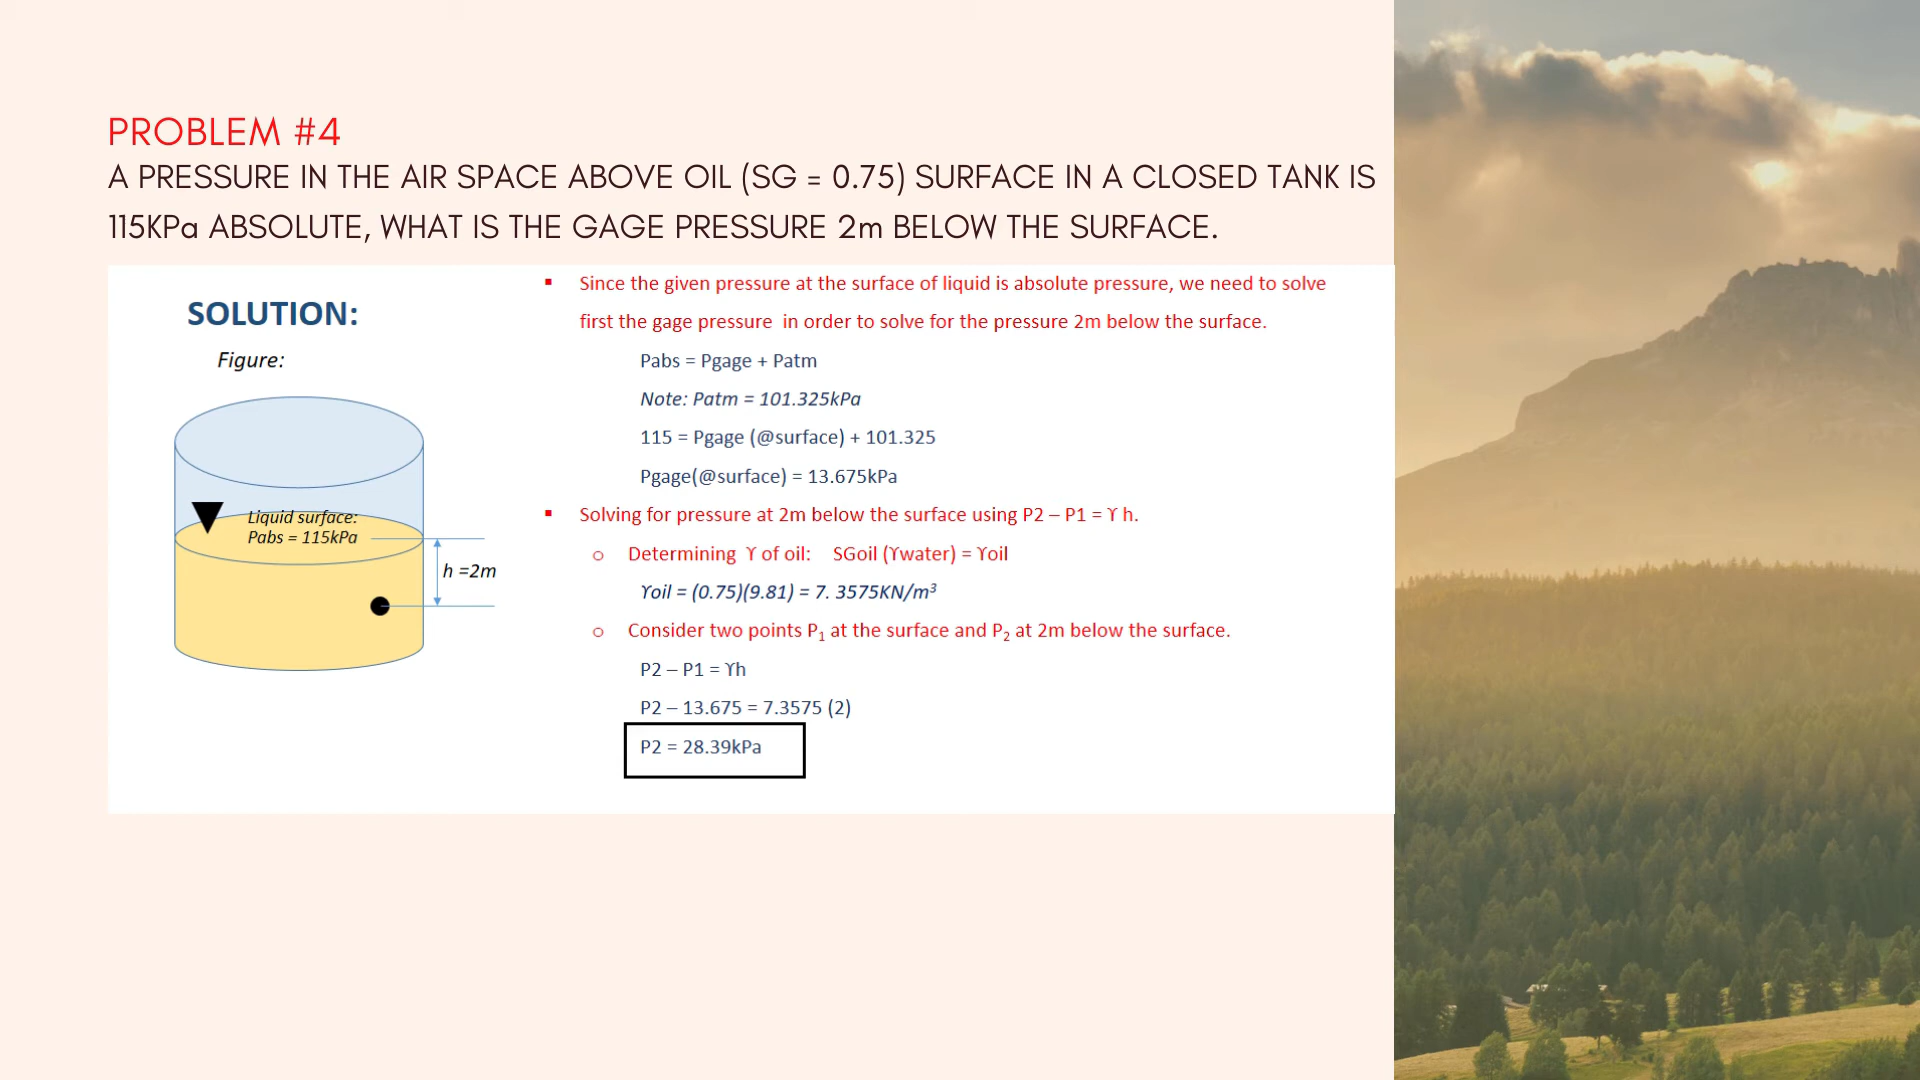 PROBLEM #4
A PRESSURE IN THE AIR SPACE ABOVE OIL (SG = 0.75) SURFACE IN A CLOSED TANK IS
115KPa ABSOLUTE, WHAT IS THE GAGE PRESSURE 2m BELOW THE SURFACE.
SOLUTION:
Figure:
Liquid surface:
Pabs = 115kPa
h =2m
▪ Since the given pressure at the surface of liquid is absolute pressure, we need to solve
first the gage pressure in order to solve for the pressure 2m below the surface.
Pabs = Pgage + Patm
Note: Patm = 101.325kPa
115 = Pgage (@surface) + 101.325
Pgage(@surface) = 13.675kPa
▪ Solving for pressure at 2m below the surface using P2 – P1 = ϒ h.
o Determining ϒ of oil: SGoil (ϒwater) = ϒoil
ϒoil = (0.75)(9.81) = 7. 3575KN/m³
o Consider two points P₁ at the surface and P₂ at 2m below the surface.
P2 – P1 = ϒh
P2 – 13.675 = 7.3575 (2)
P2 = 28.39kPa